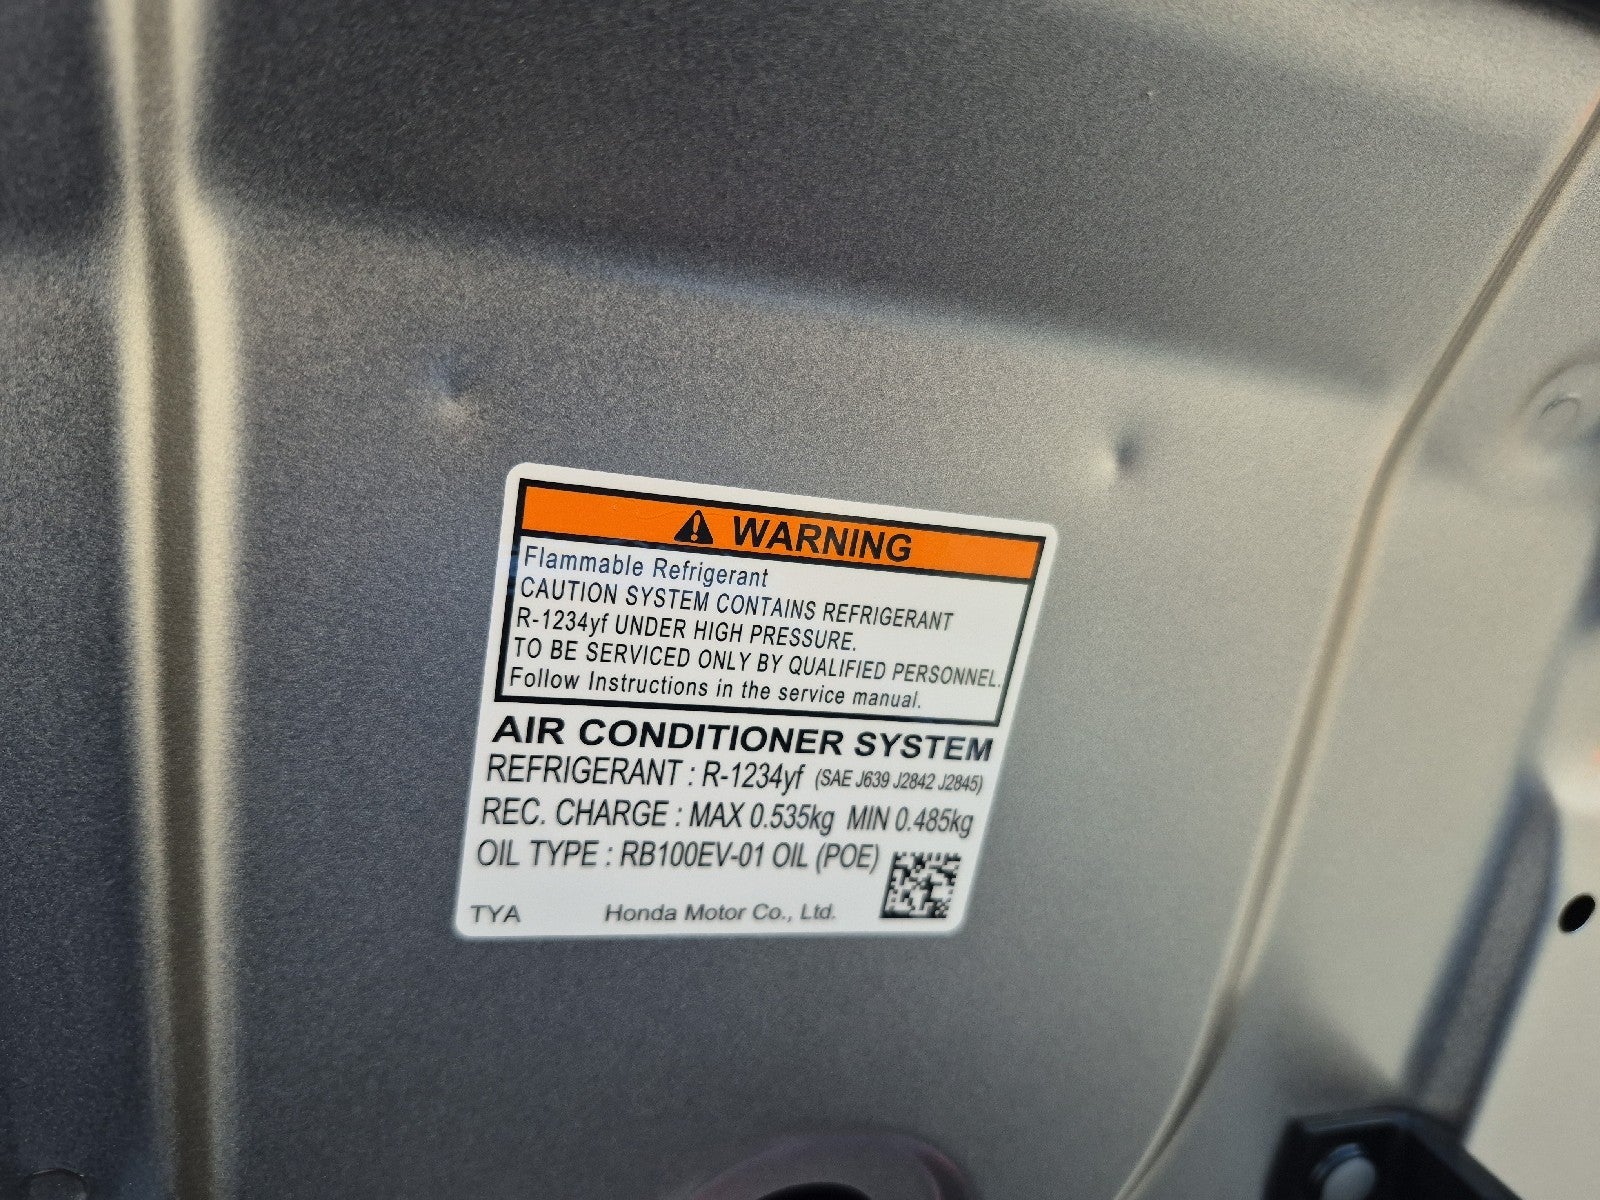 WARNING
Flammable Refrigerant
CAUTION SYSTEM CONTAINS REFRIGERANT
R-1234yf UNDER HIGH PRESSURE.
TO BE SERVICED ONLY BY QUALIFIED PERSONNEL.
Follow Instructions in the service manual.
AIR CONDITIONER SYSTEM
REFRIGERANT : R-1234yf (SAE J639 J2842 J2845)
REC. CHARGE : MAX 0.535kg MIN 0.485kg
OIL TYPE : RB100EV-01 OIL (POE)
TYA Honda Motor Co., Ltd.